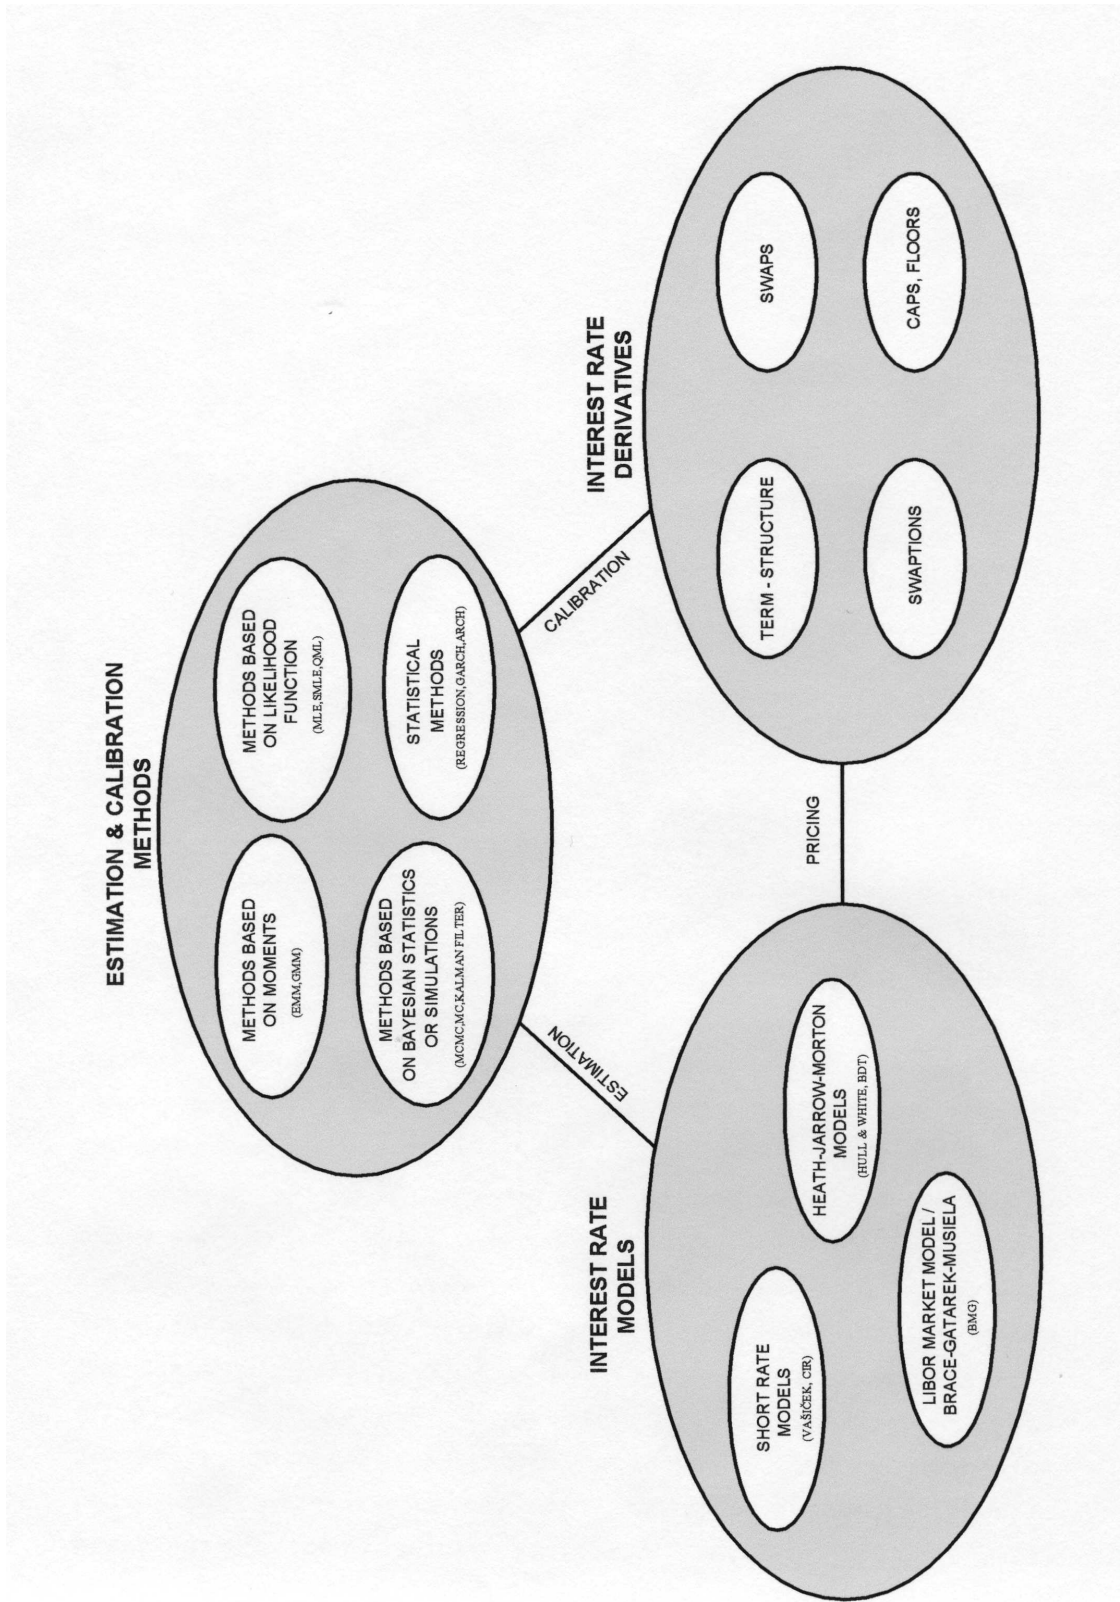 ESTIMATION & CALIBRATION
METHODS
METHODS BASED
ON MOMENTS
(EMM,GMM)
METHODS BASED
ON LIKELIHOOD
FUNCTION
(MLE,SMLE,QML)
METHODS BASED
ON BAYESIAN STATISTICS
OR SIMULATIONS
(MCMC,MC,KALMAN FILTER)
STATISTICAL
METHODS
(REGRESSION,GARCH,ARCH)
ESTIMATION
CALIBRATION
INTEREST RATE
MODELS
SHORT RATE
MODELS
(VAŠIČEK, CIR)
HEATH-JARROW-MORTON
MODELS
(HULL & WHITE, BDT)
LIBOR MARKET MODEL /
BRACE-GATAREK-MUSIELA
(BMG)
PRICING
INTEREST RATE
DERIVATIVES
TERM - STRUCTURE
SWAPS
SWAPTIONS
CAPS, FLOORS